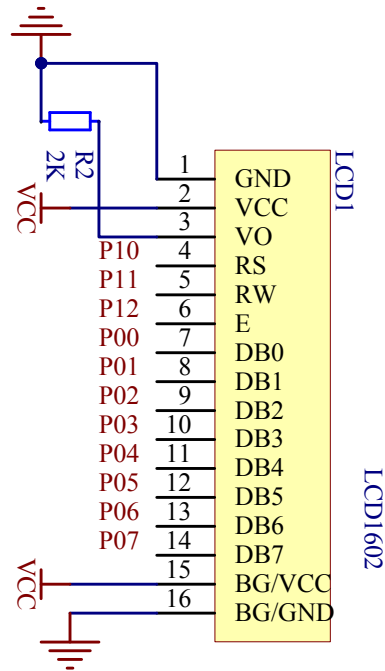 R2
2K
LCD1
1 GND
VCC 2 VCC
3 VO
P10 4 RS
P11 5 RW
P12 6 E
P00 7 DB0
P01 8 DB1
P02 9 DB2
P03 10 DB3
P04 11 DB4
P05 12 DB5
P06 13 DB6
P07 14 DB7
VCC 15 BG/VCC
16 BG/GND
LCD1602